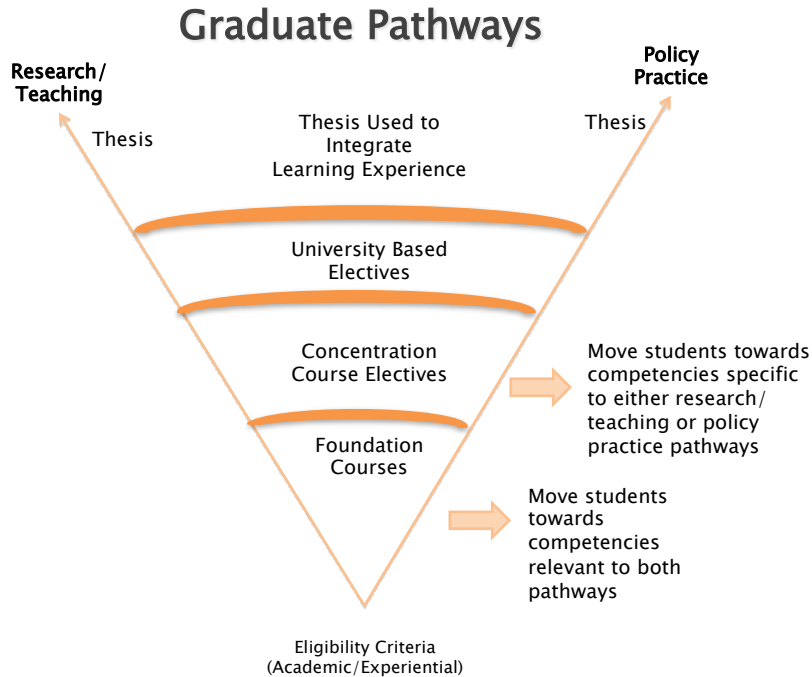 Graduate Pathways
Research/
Teaching
Policy
Practice
Thesis
Thesis Used to
Integrate
Learning Experience
Thesis
University Based
Electives
Concentration
Course Electives
Move students towards
competencies specific
to either research/
teaching or policy
practice pathways
Foundation
Courses
Move students
towards
competencies
relevant to both
pathways
Eligibility Criteria
(Academic/Experiential)